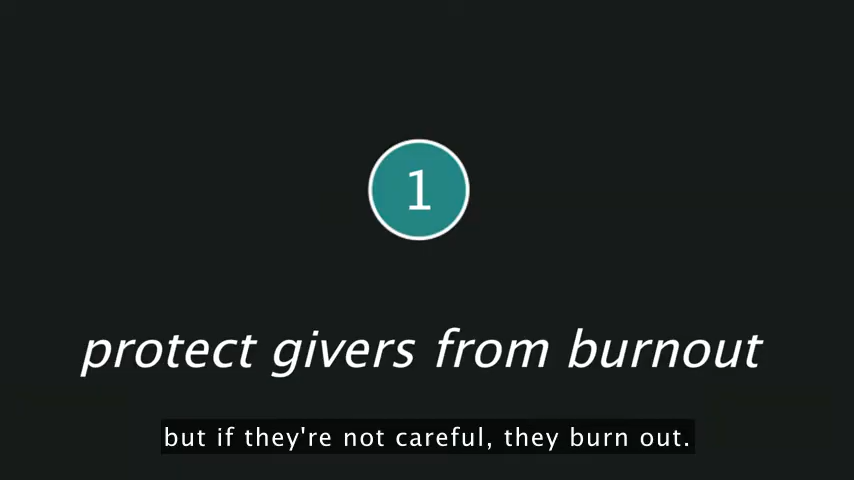 1
protect givers from burnout
but if they're not careful, they burn out.